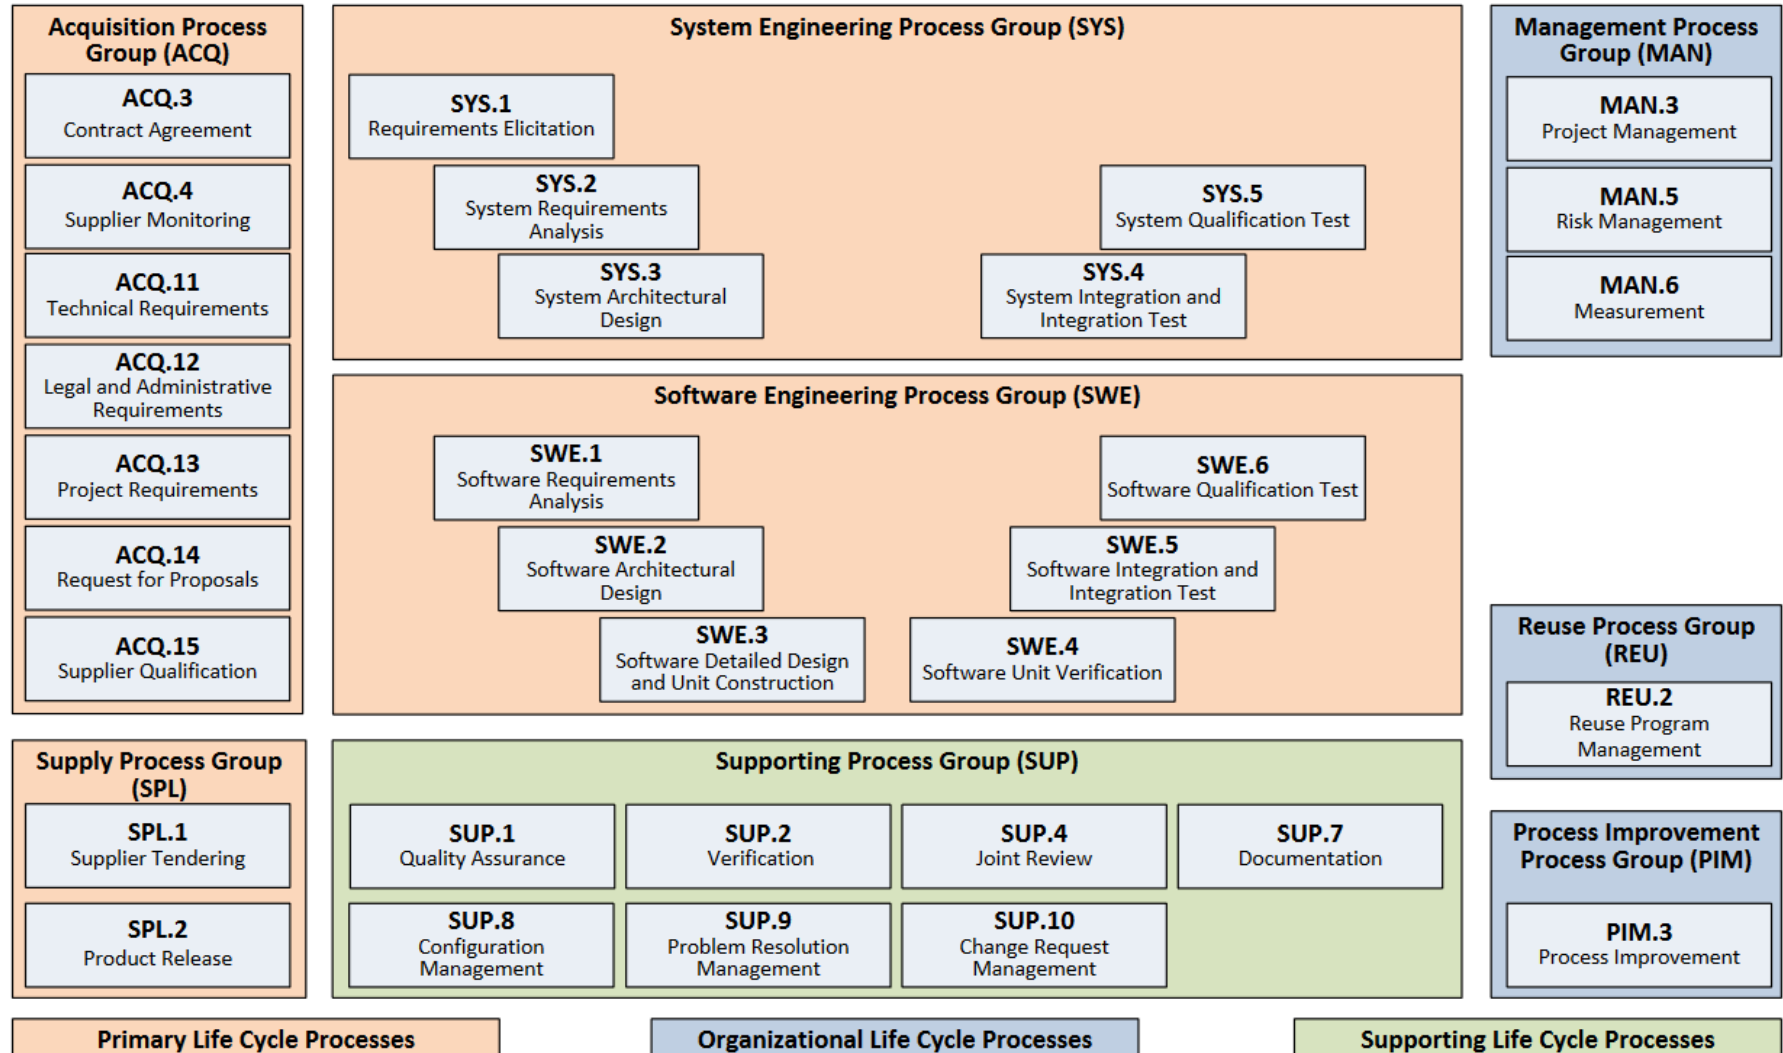 Acquisition Process
Group (ACQ)
ACQ.3
Contract Agreement
ACQ.4
Supplier Monitoring
ACQ.11
Technical Requirements
ACQ.12
Legal and Administrative
Requirements
ACQ.13
Project Requirements
ACQ.14
Request for Proposals
ACQ.15
Supplier Qualification
System Engineering Process Group (SYS)
SYS.1
Requirements Elicitation
SYS.2
System Requirements
Analysis
SYS.3
System Architectural
Design
SYS.5
System Qualification Test
SYS.4
System Integration and
Integration Test
Management Process
Group (MAN)
MAN.3
Project Management
MAN.5
Risk Management
MAN.6
Measurement
Software Engineering Process Group (SWE)
SWE.1
Software Requirements
Analysis
SWE.2
Software Architectural
Design
SWE.3
Software Detailed Design
and Unit Construction
SWE.6
Software Qualification Test
SWE.5
Software Integration and
Integration Test
SWE.4
Software Unit Verification
Reuse Process Group
(REU)
REU.2
Reuse Program
Management
Supply Process Group
(SPL)
SPL.1
Supplier Tendering
SPL.2
Product Release
Supporting Process Group (SUP)
SUP.1
Quality Assurance
SUP.2
Verification
SUP.4
Joint Review
SUP.7
Documentation
SUP.8
Configuration
Management
SUP.9
Problem Resolution
Management
SUP.10
Change Request
Management
Process Improvement
Process Group (PIM)
PIM.3
Process Improvement
Primary Life Cycle Processes
Organizational Life Cycle Processes
Supporting Life Cycle Processes